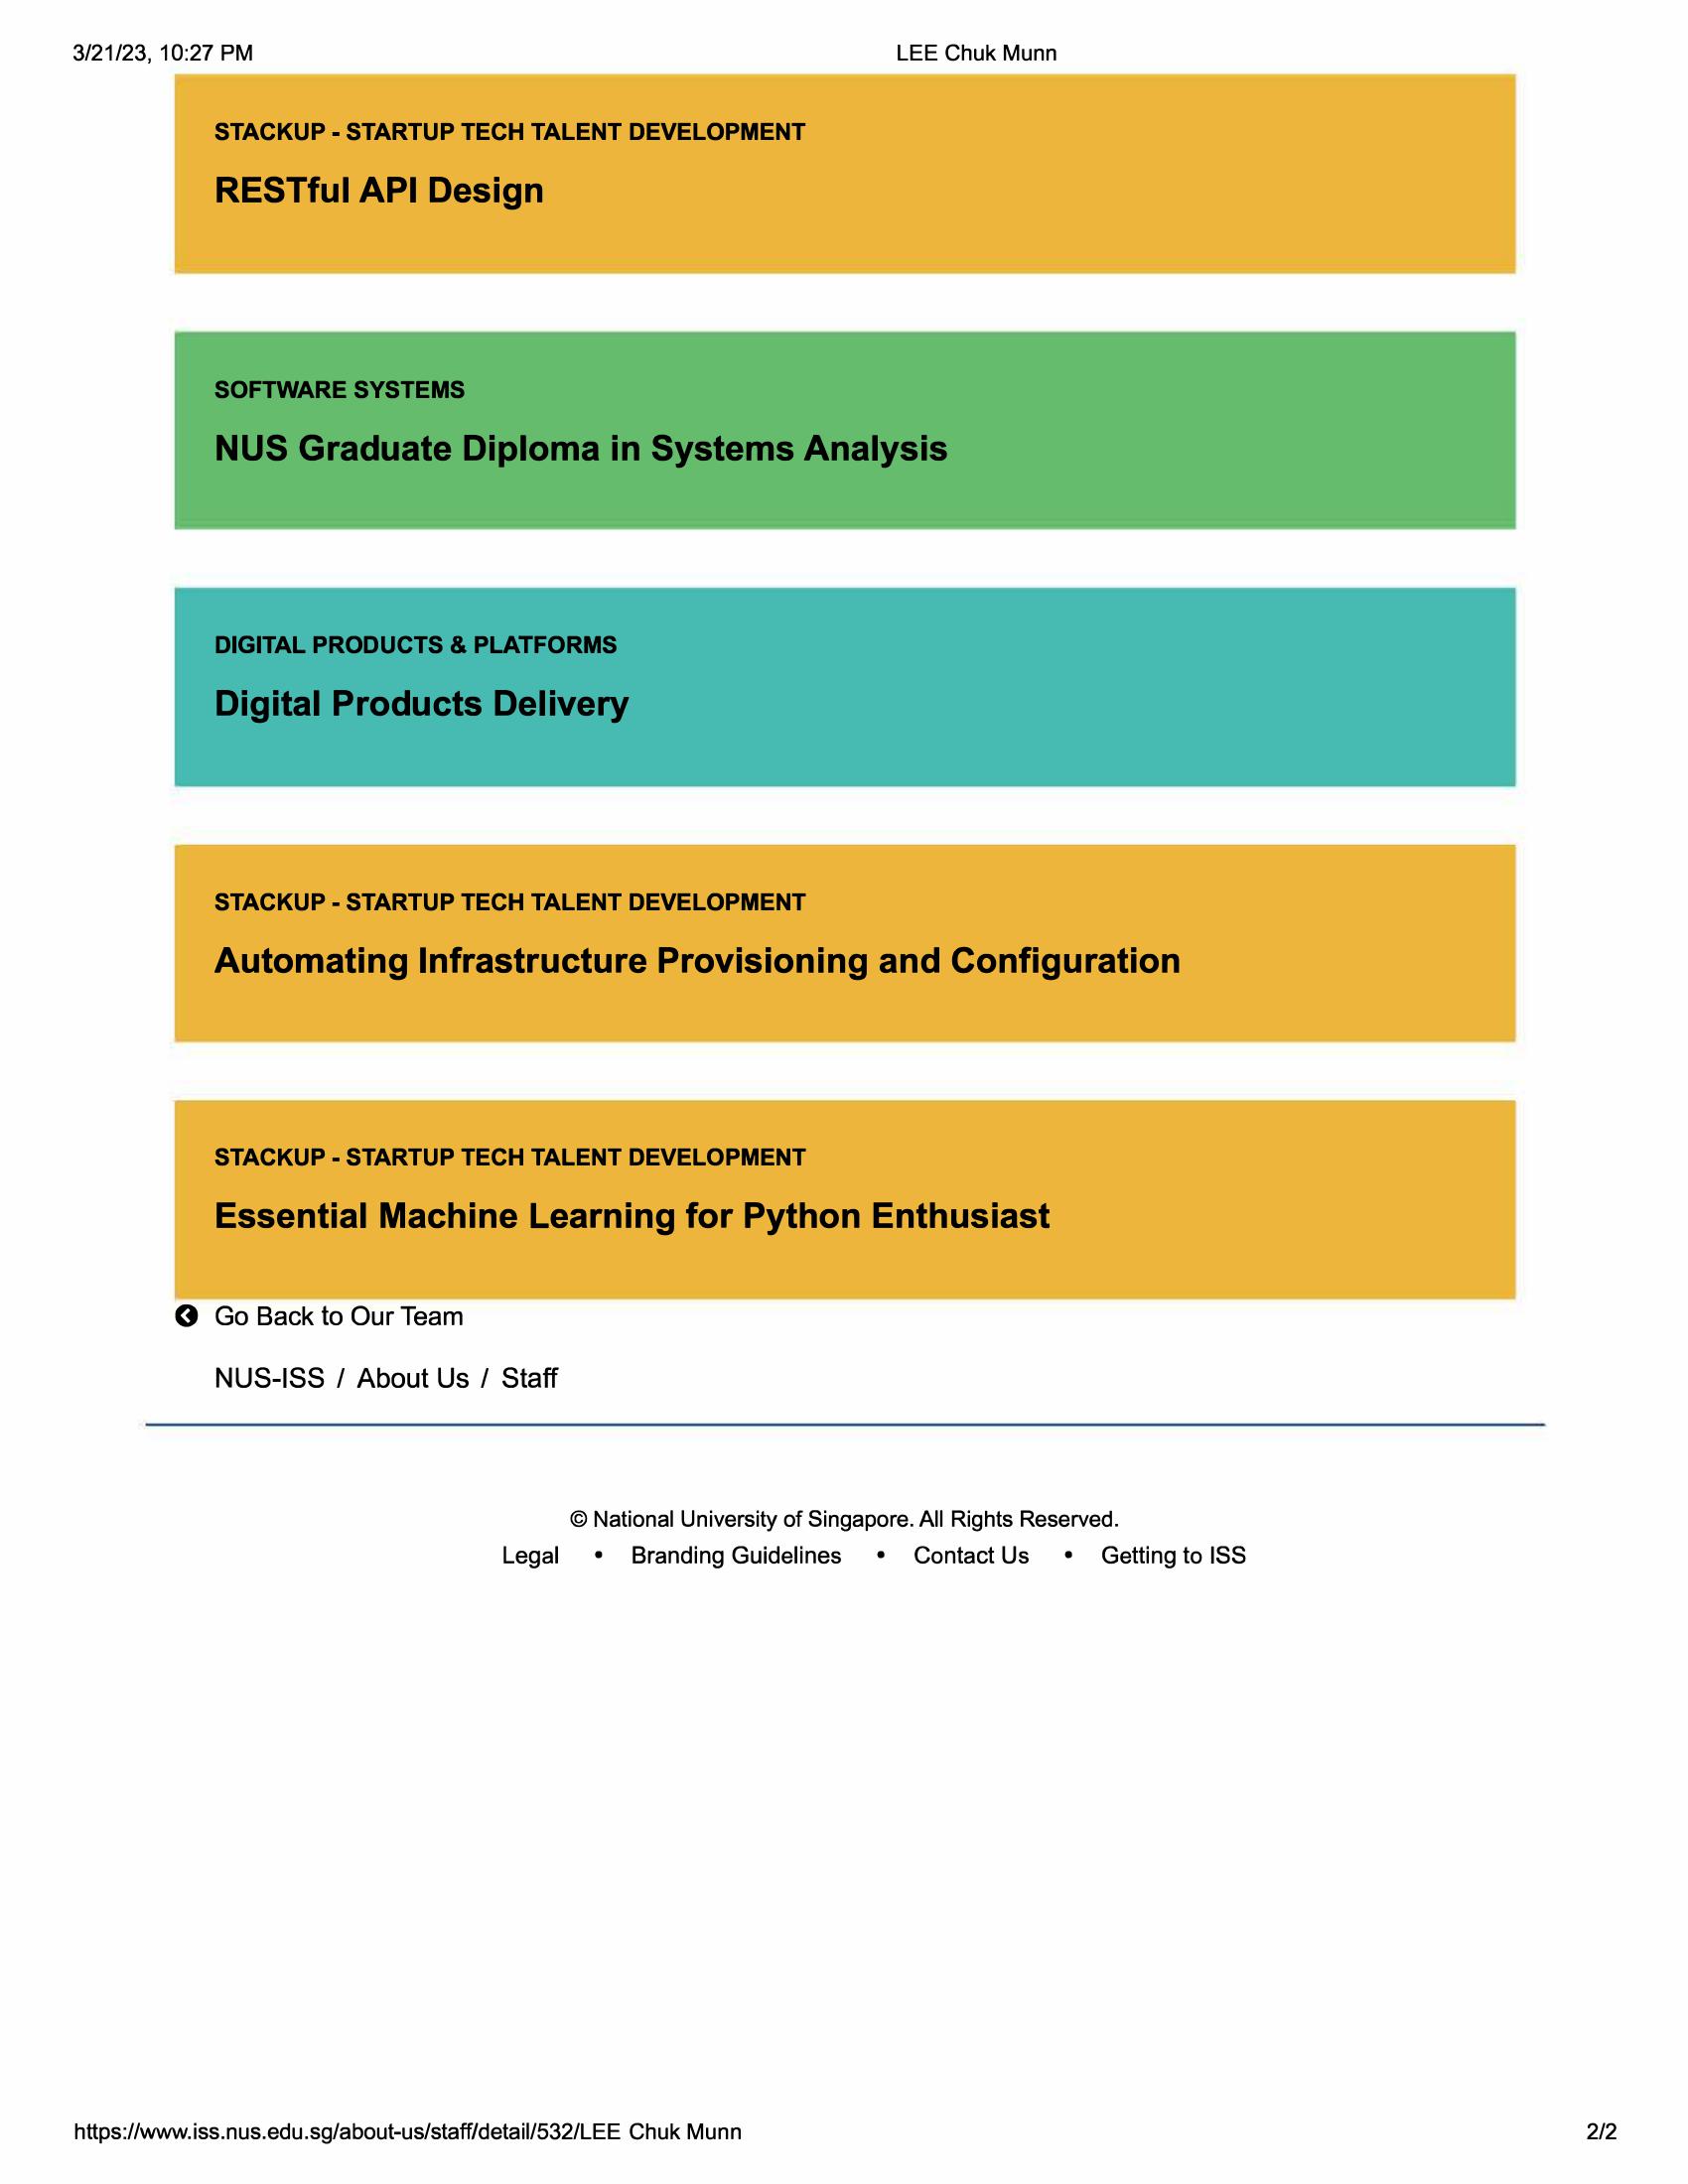 3/21/23, 10:27 PM LEE Chuk Munn
STACKUP - STARTUP TECH TALENT DEVELOPMENT
RESTful API Design
SOFTWARE SYSTEMS
NUS Graduate Diploma in Systems Analysis
DIGITAL PRODUCTS & PLATFORMS
Digital Products Delivery
STACKUP - STARTUP TECH TALENT DEVELOPMENT
Automating Infrastructure Provisioning and Configuration
STACKUP - STARTUP TECH TALENT DEVELOPMENT
Essential Machine Learning for Python Enthusiast
Go Back to Our Team
NUS-ISS / About Us / Staff
© National University of Singapore. All Rights Reserved.
Legal • Branding Guidelines • Contact Us • Getting to ISS
https://www.iss.nus.edu.sg/about-us/staff/detail/532/LEE Chuk Munn 2/2